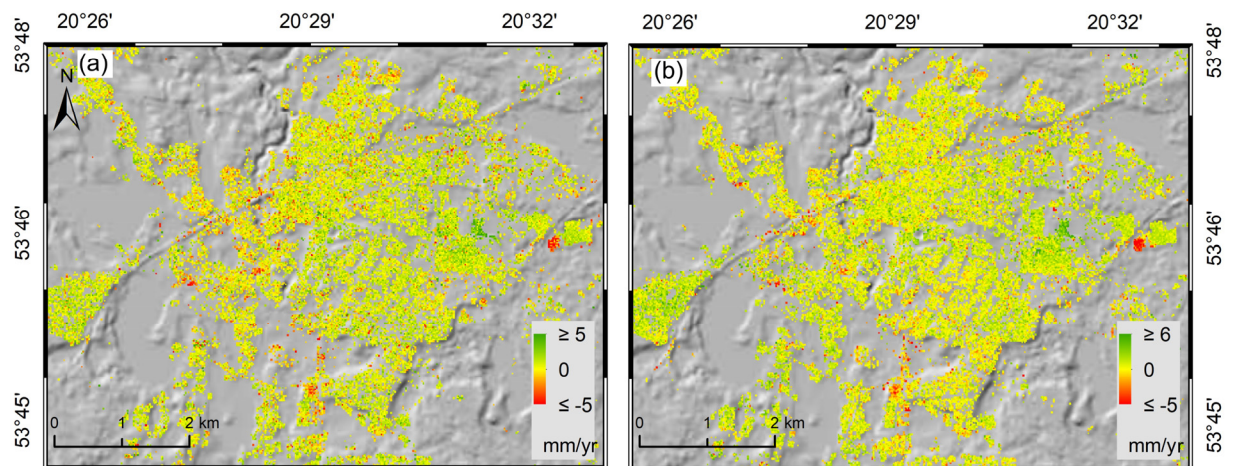 20°26' 20°29' 20°32' 20°26' 20°29' 20°32'
53°48' (a) (b) 53°48'
N
53°46' 53°46'
≥ 5 ≥ 6
0 0
≤ -5 ≤ -5
53°45' 0 1 2 km 0 1 2 km 53°45'
mm/yr mm/yr